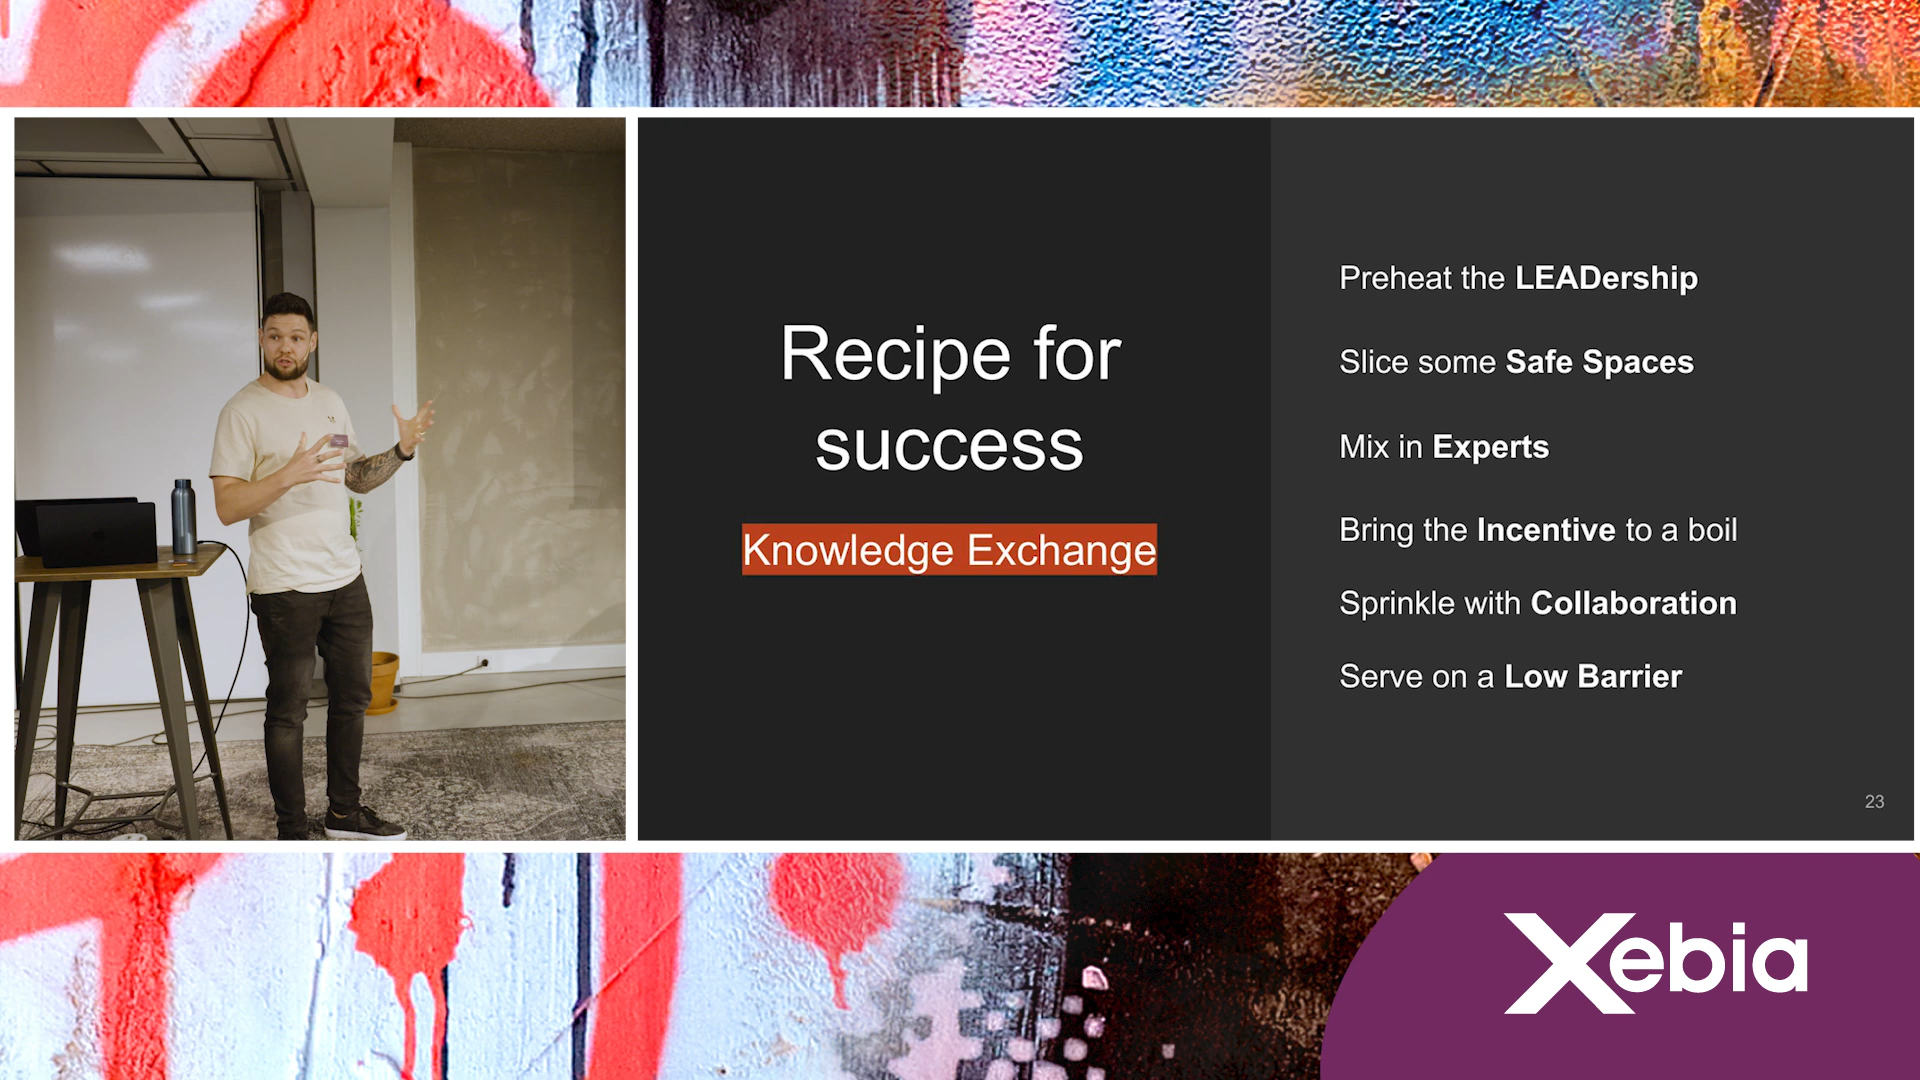 Recipe for
success
Knowledge Exchange
Preheat the LEADership
Slice some Safe Spaces
Mix in Experts
Bring the Incentive to a boil
Sprinkle with Collaboration
Serve on a Low Barrier
23
Xebia